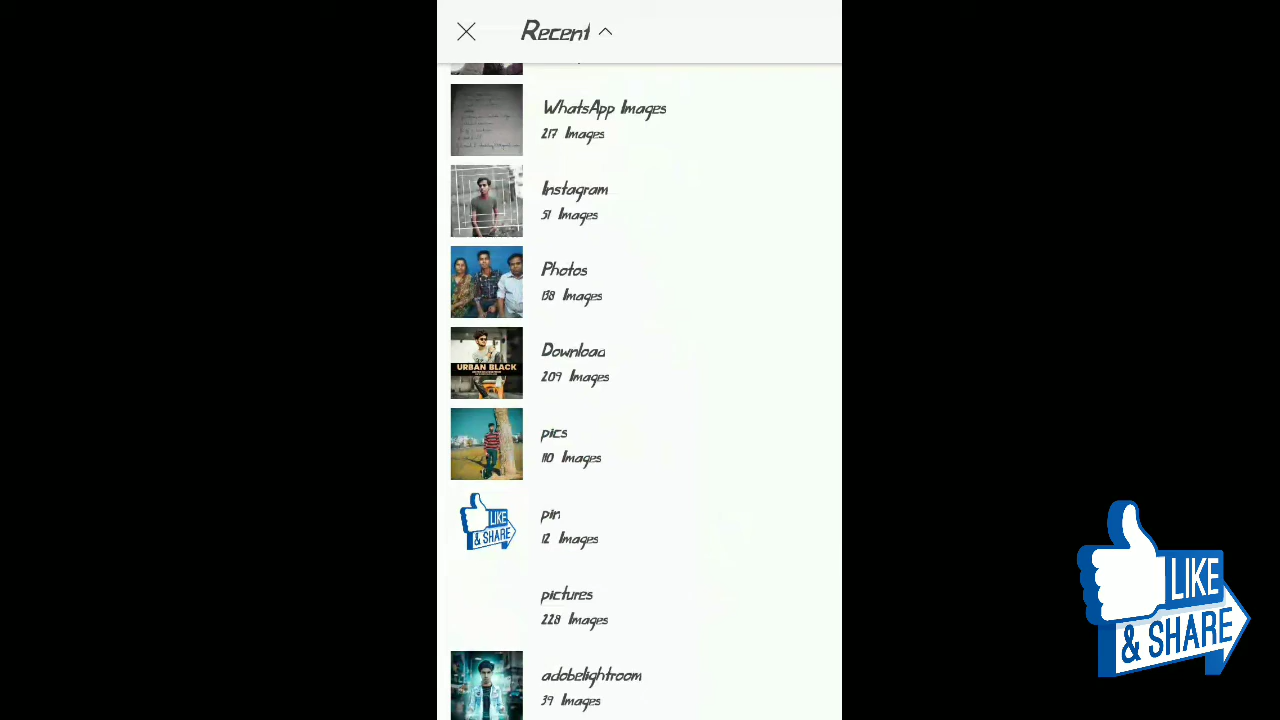 Recent
WhatsApp Images
217 Images
Instagram
51 Images
Photos
138 Images
URBAN BLACK
Download
209 Images
pics
110 Images
LIKE
& SHARE
pin
12 Images
pictures
228 Images
adobelightroom
39 Images
LIKE
& SHARE